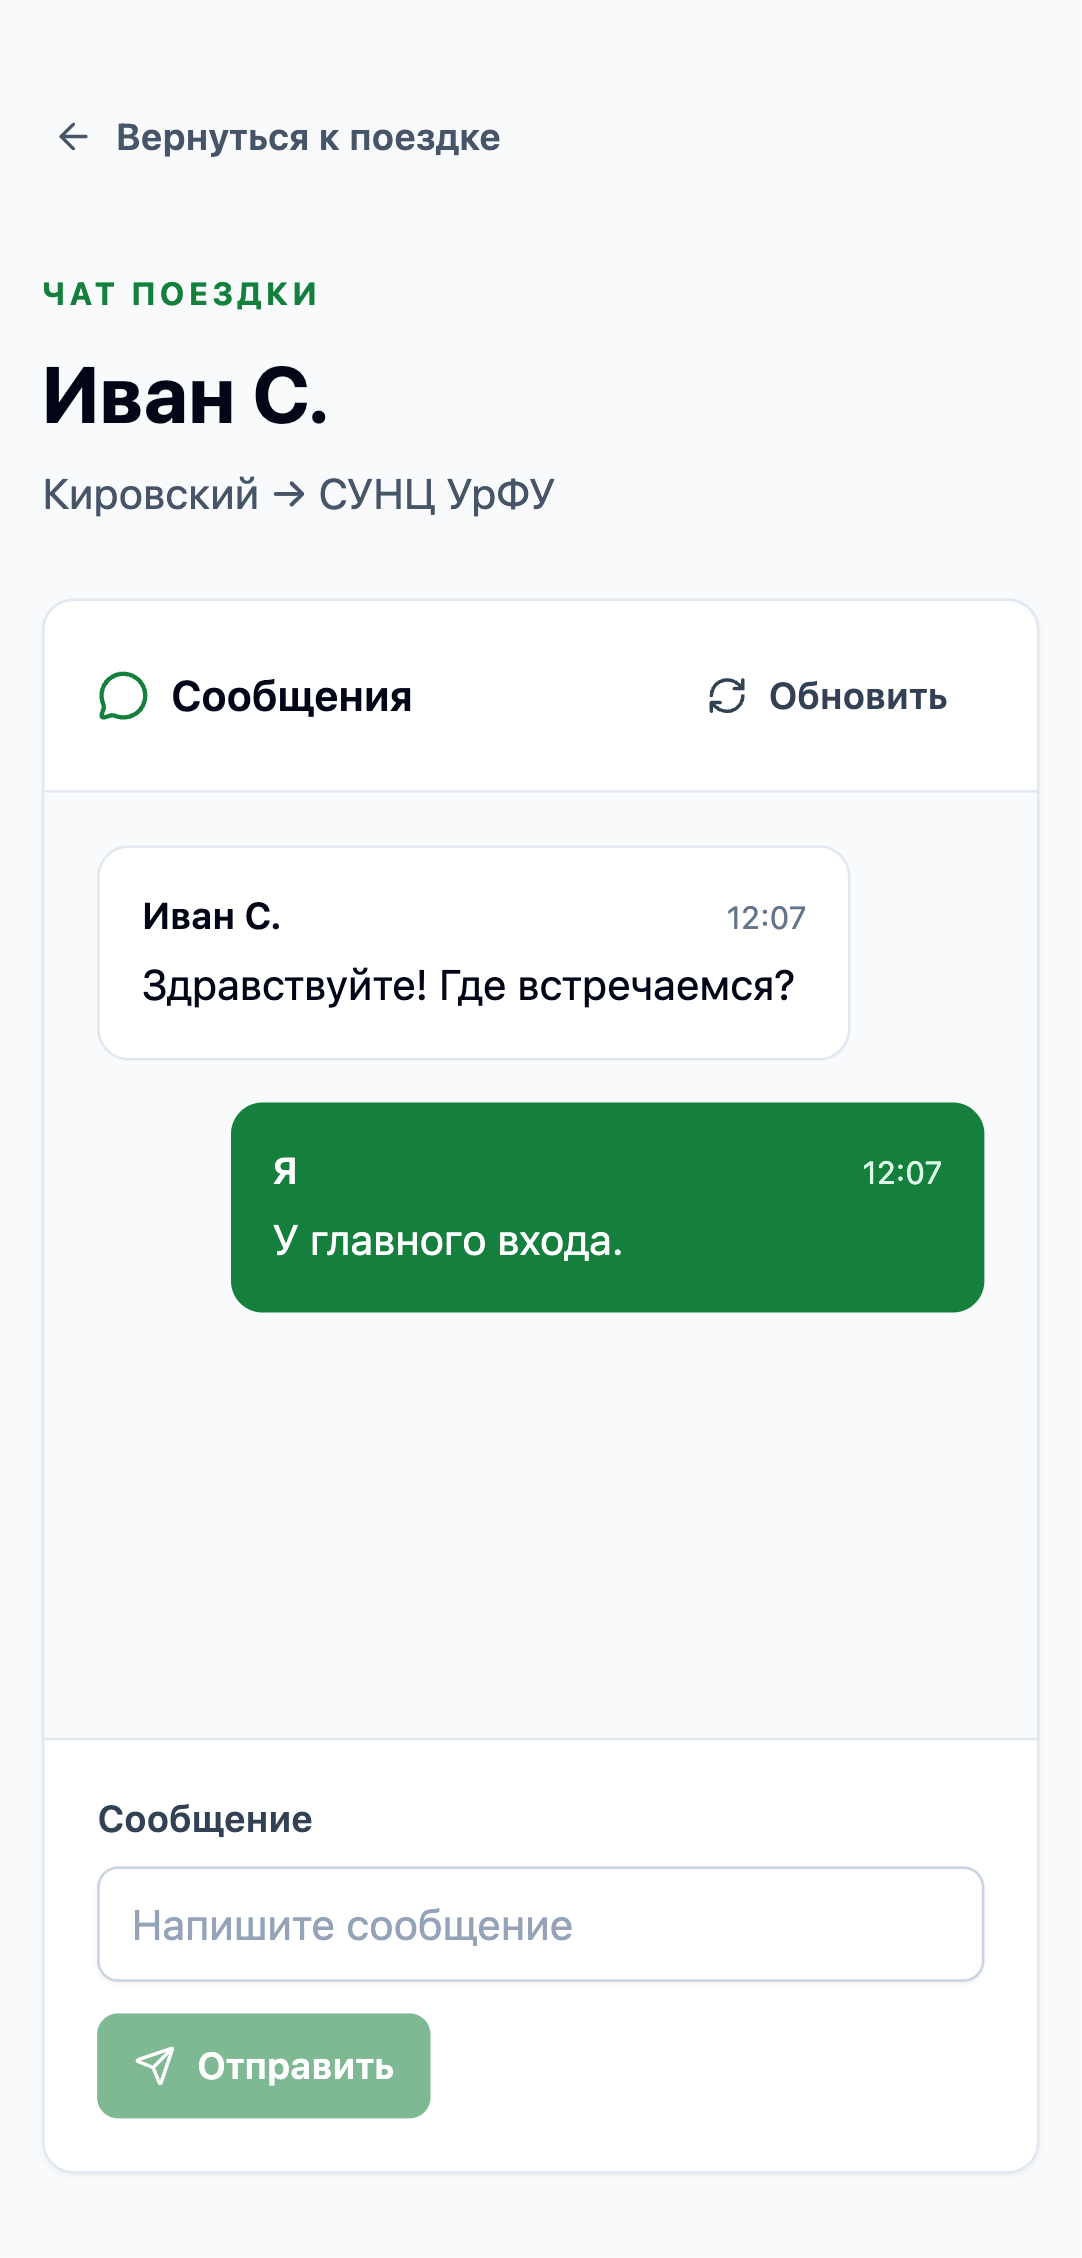 Вернуться к поездке
ЧАТ ПОЕЗДКИ
Иван С.
Кировский → СУНЦ УрФУ
Сообщения
Обновить
Иван С. 12:07
Здравствуйте! Где встречаемся?
Я 12:07
У главного входа.
Сообщение
Напишите сообщение
Отправить